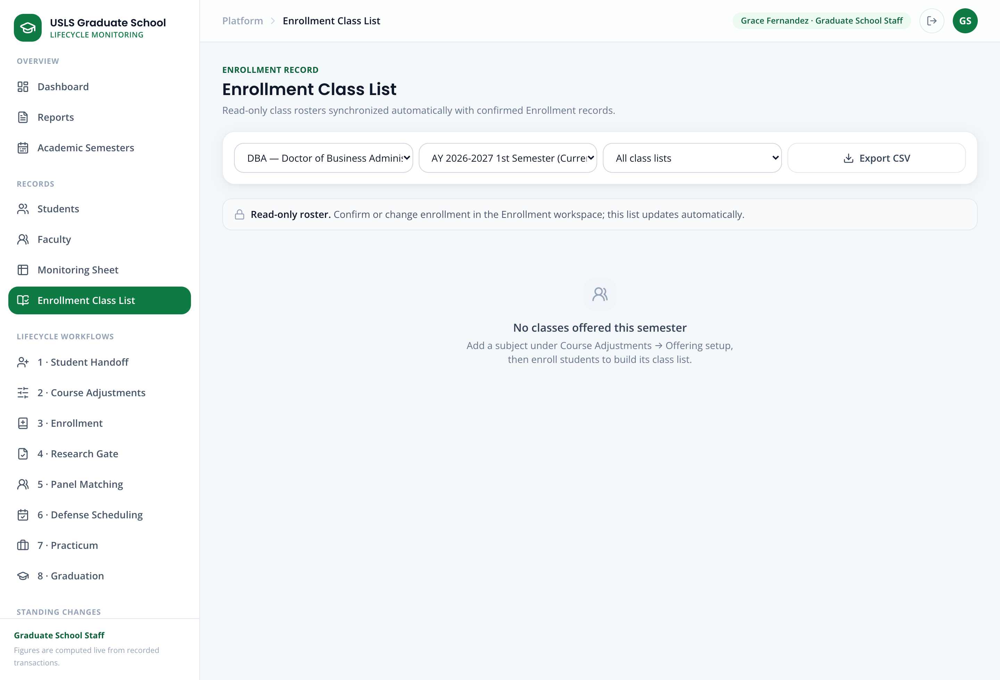 USLS Graduate School
LIFECYCLE MONITORING
OVERVIEW
Dashboard
Reports
Academic Semesters
RECORDS
Students
Faculty
Monitoring Sheet
Enrollment Class List
LIFECYCLE WORKFLOWS
1 · Student Handoff
2 · Course Adjustments
3 · Enrollment
4 · Research Gate
5 · Panel Matching
6 · Defense Scheduling
7 · Practicum
8 · Graduation
STANDING CHANGES
Graduate School Staff
Figures are computed live from recorded
transactions.
Platform > Enrollment Class List
Grace Fernandez · Graduate School Staff
GS
ENROLLMENT RECORD
Enrollment Class List
Read-only class rosters synchronized automatically with confirmed Enrollment records.
DBA — Doctor of Business Adminis
AY 2026-2027 1st Semester (Curre
All class lists
Export CSV
Read-only roster. Confirm or change enrollment in the Enrollment workspace; this list updates automatically.
No classes offered this semester
Add a subject under Course Adjustments → Offering setup,
then enroll students to build its class list.